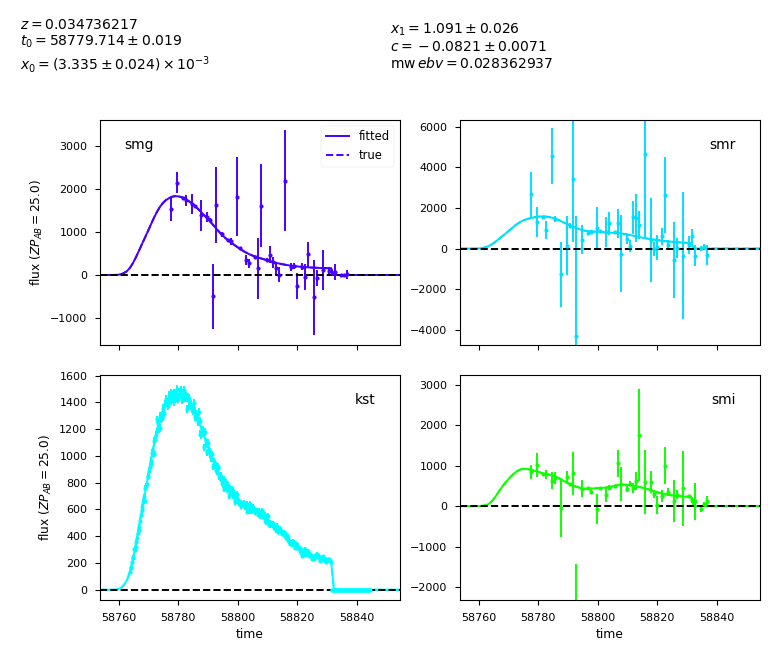 z = 0.034736217
t₀ = 58779.714 ± 0.019
x₀ = (3.335 ± 0.024) × 10⁻³
x₁ = 1.091 ± 0.026
c = −0.0821 ± 0.0071
mw ebv = 0.028362937
smg
fitted
true
3000
2000
1000
0
−1000
flux (ZP_AB = 25.0)
smr
6000
4000
2000
0
−2000
−4000
kst
1600
1400
1200
1000
800
600
400
200
0
flux (ZP_AB = 25.0)
58760 58780 58800 58820 58840
time
smi
3000
2000
1000
0
−1000
−2000
58760 58780 58800 58820 58840
time